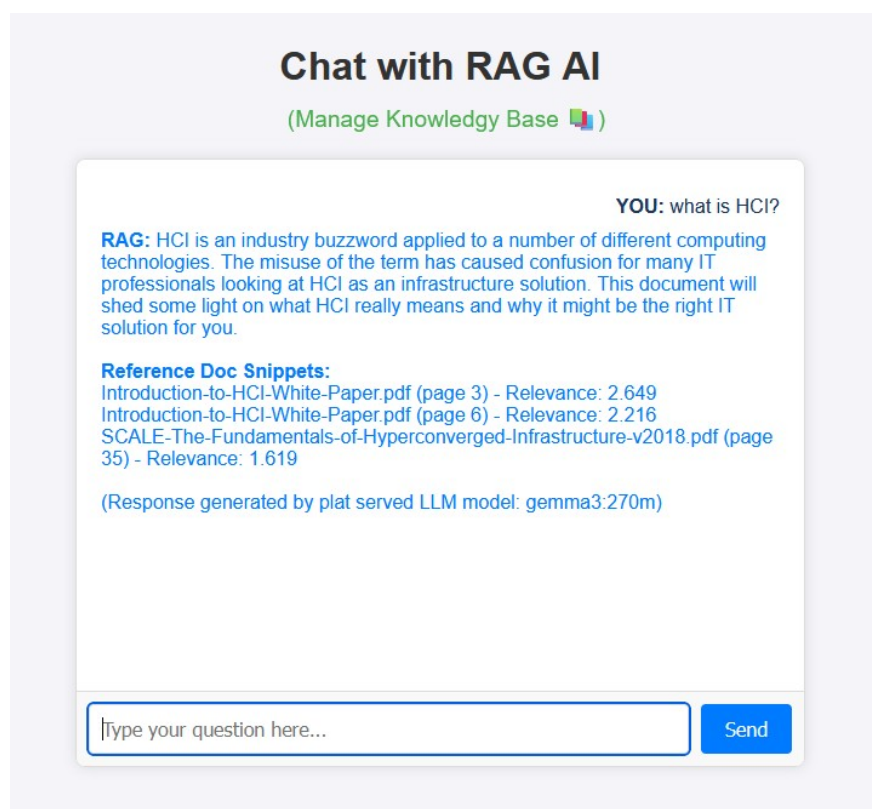 Chat with RAG AI
(Manage Knowledgy Base 📚 )
YOU: what is HCI?
RAG: HCI is an industry buzzword applied to a number of different computing
technologies. The misuse of the term has caused confusion for many IT
professionals looking at HCI as an infrastructure solution. This document will
shed some light on what HCI really means and why it might be the right IT
solution for you.
Reference Doc Snippets:
Introduction-to-HCI-White-Paper.pdf (page 3) - Relevance: 2.649
Introduction-to-HCI-White-Paper.pdf (page 6) - Relevance: 2.216
SCALE-The-Fundamentals-of-Hyperconverged-Infrastructure-v2018.pdf (page
35) - Relevance: 1.619
(Response generated by plat served LLM model: gemma3:270m)
Type your question here...
Send